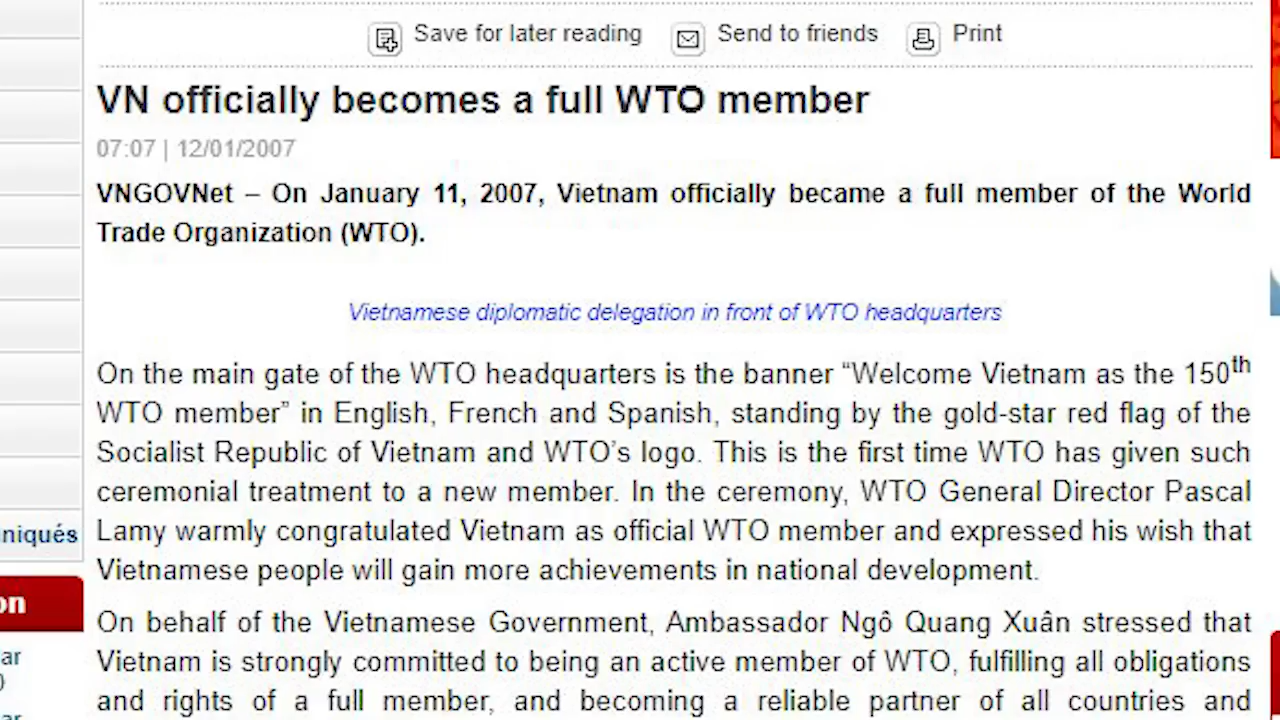 Save for later reading Send to friends Print
VN officially becomes a full WTO member
07:07 | 12/01/2007
VNGOVNet – On January 11, 2007, Vietnam officially became a full member of the World
Trade Organization (WTO).
Vietnamese diplomatic delegation in front of WTO headquarters
On the main gate of the WTO headquarters is the banner “Welcome Vietnam as the 150th
WTO member” in English, French and Spanish, standing by the gold-star red flag of the
Socialist Republic of Vietnam and WTO’s logo. This is the first time WTO has given such
ceremonial treatment to a new member. In the ceremony, WTO General Director Pascal
Lamy warmly congratulated Vietnam as official WTO member and expressed his wish that
Vietnamese people will gain more achievements in national development.
On behalf of the Vietnamese Government, Ambassador Ngô Quang Xuân stressed that
Vietnam is strongly committed to being an active member of WTO, fulfilling all obligations
and rights of a full member, and becoming a reliable partner of all countries and
niqués
on
ar
)
ar